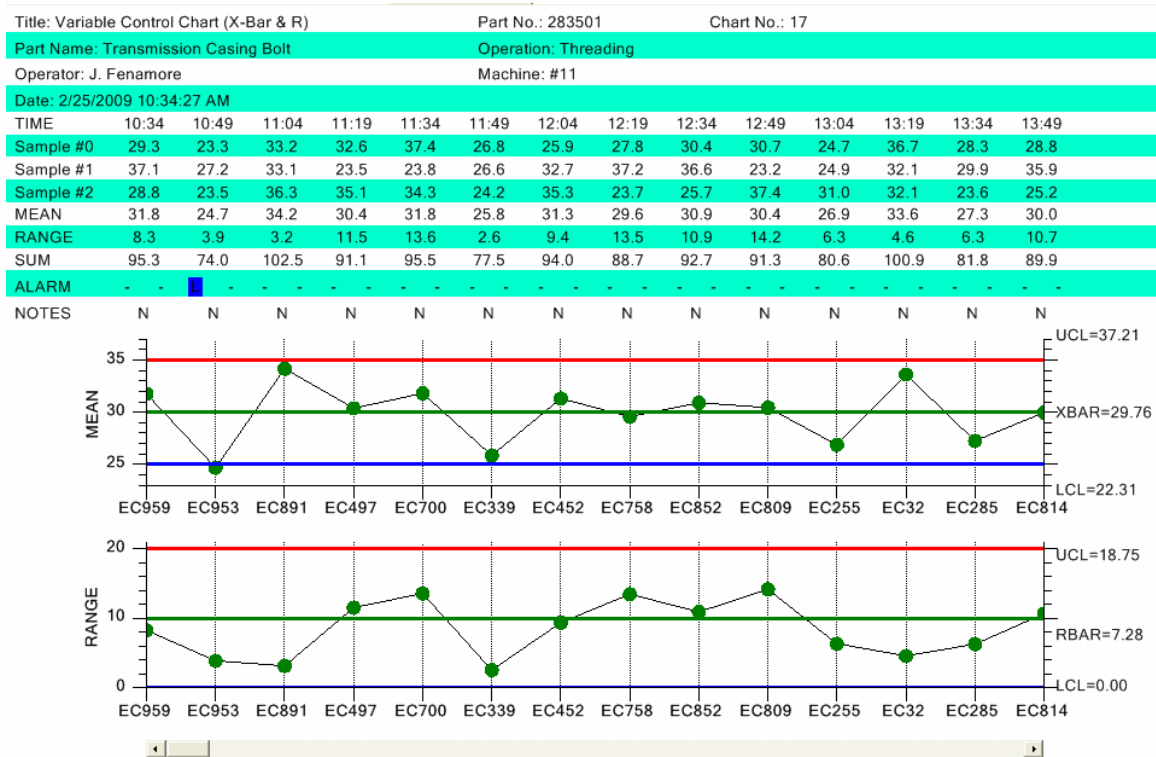 Title: Variable Control Chart (X-Bar & R) Part No.: 283501 Chart No.: 17
Part Name: Transmission Casing Bolt Operation: Threading
Operator: J. Fenamore Machine: #11
Date: 2/25/2009 10:34:27 AM
TIME 10:34 10:49 11:04 11:19 11:34 11:49 12:04 12:19 12:34 12:49 13:04 13:19 13:34 13:49
Sample #0 29.3 23.3 33.2 32.6 37.4 26.8 25.9 27.8 30.4 30.7 24.7 36.7 28.3 28.8
Sample #1 37.1 27.2 33.1 23.5 23.8 26.6 32.7 37.2 36.6 23.2 24.9 32.1 29.9 35.9
Sample #2 28.8 23.5 36.3 35.1 34.3 24.2 35.3 23.7 25.7 37.4 31.0 32.1 23.6 25.2
MEAN 31.8 24.7 34.2 30.4 31.8 25.8 31.3 29.6 30.9 30.4 26.9 33.6 27.3 30.0
RANGE 8.3 3.9 3.2 11.5 13.6 2.6 9.4 13.5 10.9 14.2 6.3 4.6 6.3 10.7
SUM 95.3 74.0 102.5 91.1 95.5 77.5 94.0 88.7 92.7 91.3 80.6 100.9 81.8 89.9
ALARM - - L - - - - - - - - - - - - - - - - - - - - - - - - -
NOTES N N N N N N N N N N N N N N
UCL=37.21
35
MEAN
30
XBAR=29.76
25
LCL=22.31
EC959 EC953 EC891 EC497 EC700 EC339 EC452 EC758 EC852 EC809 EC255 EC32 EC285 EC814
20
UCL=18.75
RANGE
10
RBAR=7.28
0
LCL=0.00
EC959 EC953 EC891 EC497 EC700 EC339 EC452 EC758 EC852 EC809 EC255 EC32 EC285 EC814